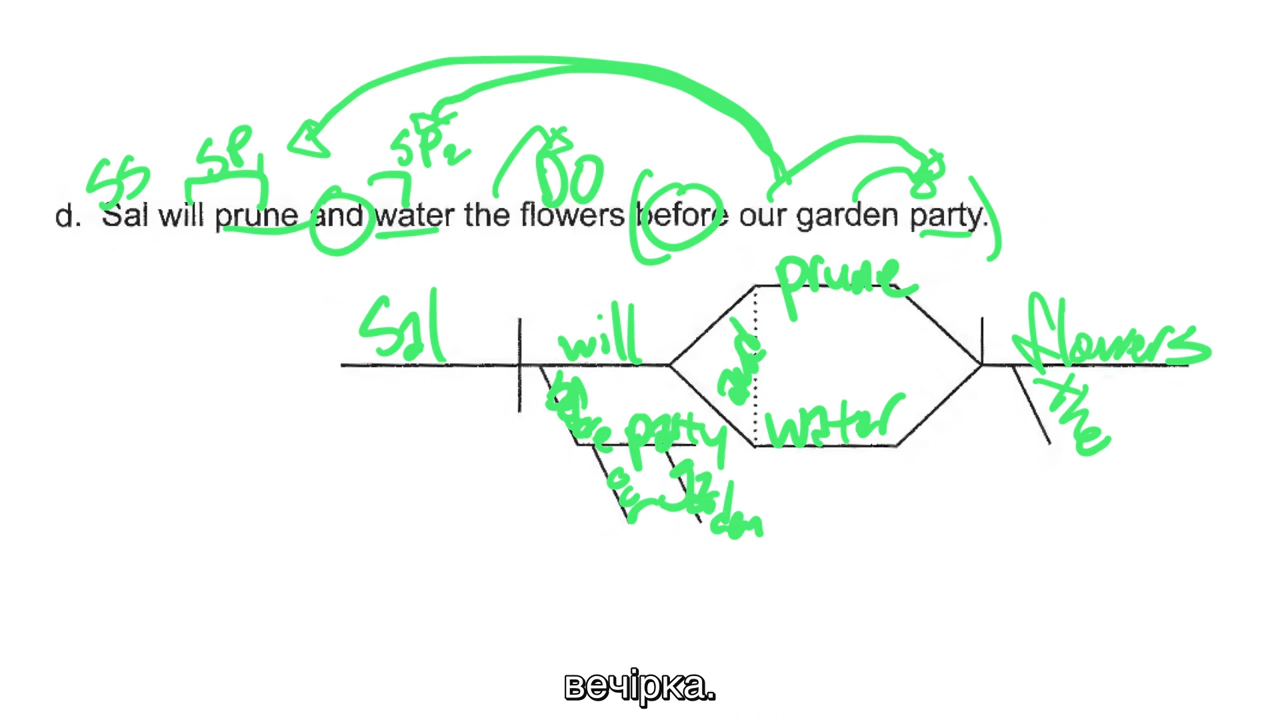 SS SP1 SP2 DO
d. Sal will prune and water the flowers before our garden party.
prune
Sal will and flowers
before party water the
our garden
вечірка.